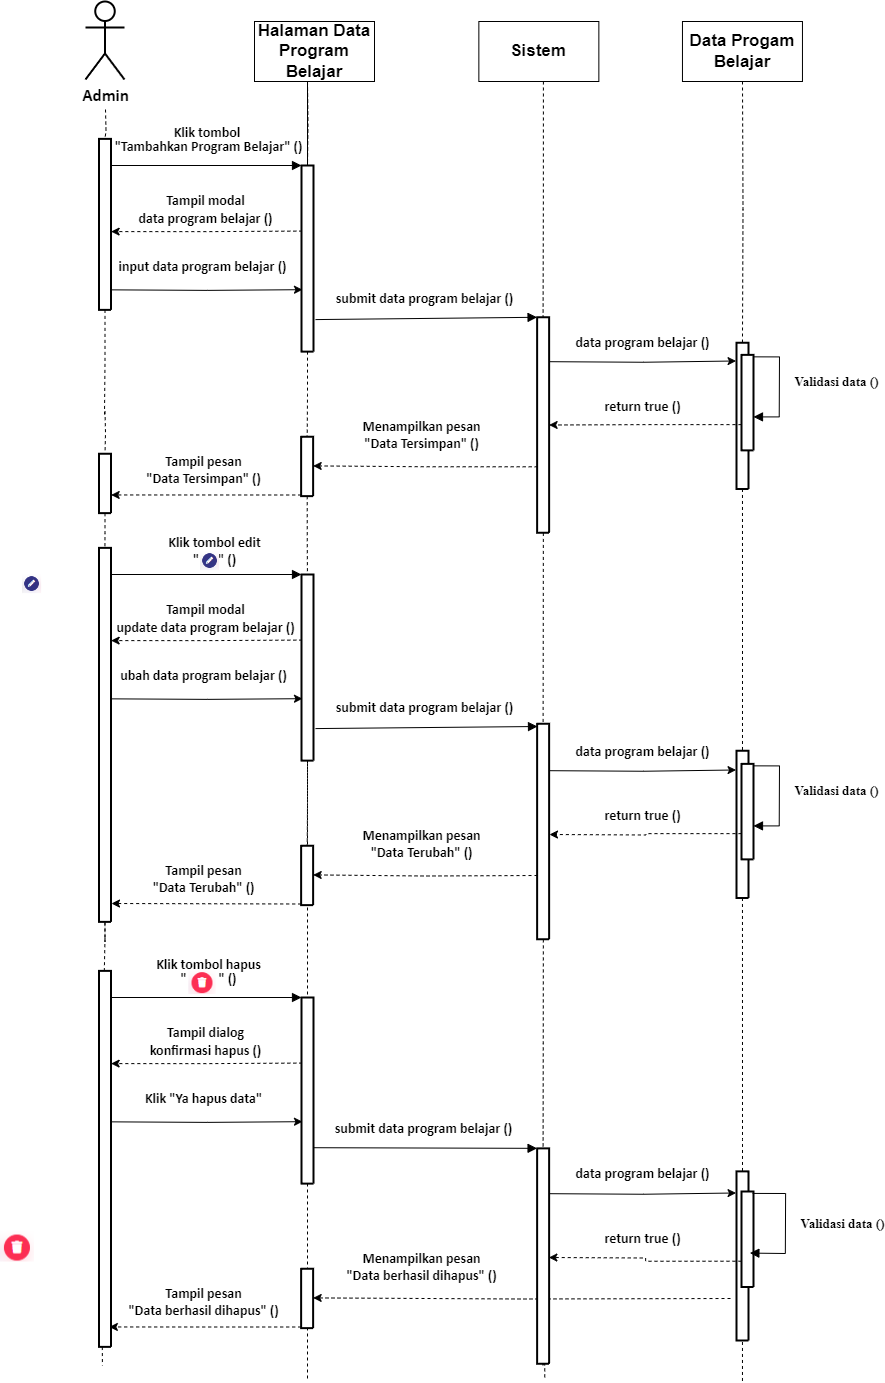 Admin
Halaman Data
Program
Belajar
Sistem
Data Progam
Belajar
Klik tombol
"Tambahkan Program Belajar" ()
Tampil modal
data program belajar ()
input data program belajar ()
submit data program belajar ()
data program belajar ()
Validasi data ()
return true ()
Menampilkan pesan
"Data Tersimpan" ()
Tampil pesan
"Data Tersimpan" ()
Klik tombol edit
" " ()
Tampil modal
update data program belajar ()
ubah data program belajar ()
submit data program belajar ()
data program belajar ()
Validasi data ()
return true ()
Menampilkan pesan
"Data Terubah" ()
Tampil pesan
"Data Terubah" ()
Klik tombol hapus
" " ()
Tampil dialog
konfirmasi hapus ()
Klik "Ya hapus data"
submit data program belajar ()
data program belajar ()
Validasi data ()
return true ()
Menampilkan pesan
"Data berhasil dihapus" ()
Tampil pesan
"Data berhasil dihapus" ()